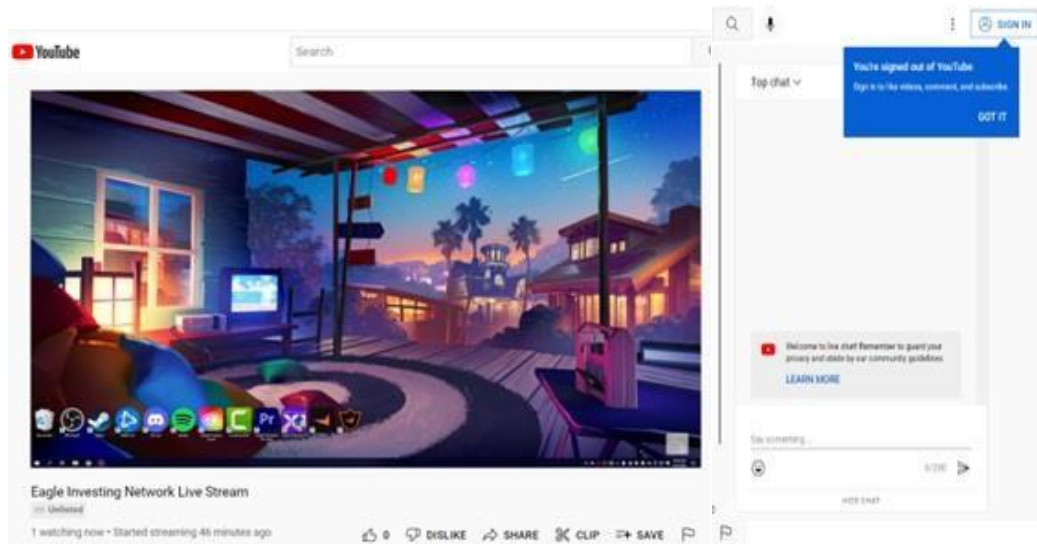 YouTube
Search
SIGN IN
You're signed out of YouTube
Sign in to like videos, comment, and subscribe.
GOT IT
Top chat
Welcome to live chat! Remember to guard your
privacy and abide by our community guidelines.
LEARN MORE
Say something...
0/200
HIDE CHAT
Pr
Eagle Investing Network Live Stream
Unlisted
1 watching now • Started streaming 46 minutes ago
0 DISLIKE SHARE CLIP SAVE